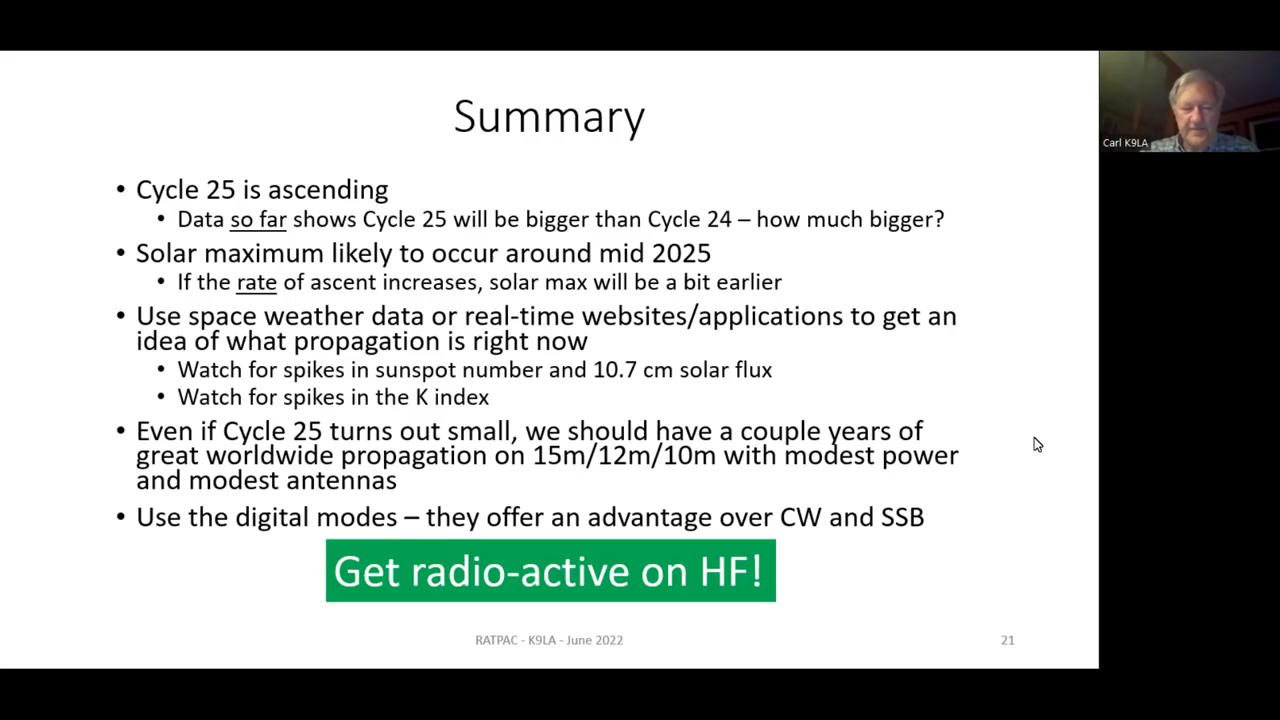 Summary
• Cycle 25 is ascending
• Data so far shows Cycle 25 will be bigger than Cycle 24 – how much bigger?
• Solar maximum likely to occur around mid 2025
• If the rate of ascent increases, solar max will be a bit earlier
• Use space weather data or real-time websites/applications to get an
idea of what propagation is right now
• Watch for spikes in sunspot number and 10.7 cm solar flux
• Watch for spikes in the K index
• Even if Cycle 25 turns out small, we should have a couple years of
great worldwide propagation on 15m/12m/10m with modest power
and modest antennas
• Use the digital modes – they offer an advantage over CW and SSB
Get radio-active on HF!
RATPAC - K9LA - June 2022
21
Carl K9LA